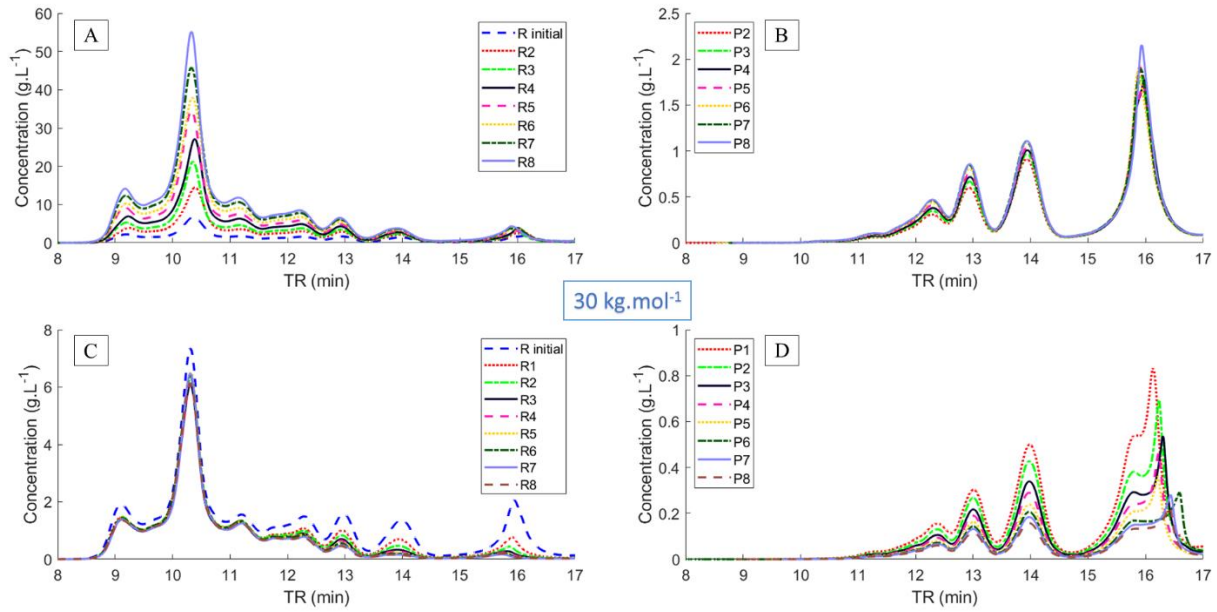 A
Concentration (g.L-1)
60
50
40
30
20
10
0
8 9 10 11 12 13 14 15 16 17
TR (min)
R initial
R2
R3
R4
R5
R6
R7
R8
B
Concentration (g.L-1)
2.5
2
1.5
1
0.5
0
8 9 10 11 12 13 14 15 16 17
TR (min)
P2
P3
P4
P5
P6
P7
P8
30 kg.mol-1
C
Concentration (g.L-1)
8
6
4
2
0
8 9 10 11 12 13 14 15 16 17
TR (min)
R initial
R1
R2
R3
R4
R5
R6
R7
R8
D
Concentration (g.L-1)
1
0.8
0.6
0.4
0.2
0
8 9 10 11 12 13 14 15 16 17
TR (min)
P1
P2
P3
P4
P5
P6
P7
P8